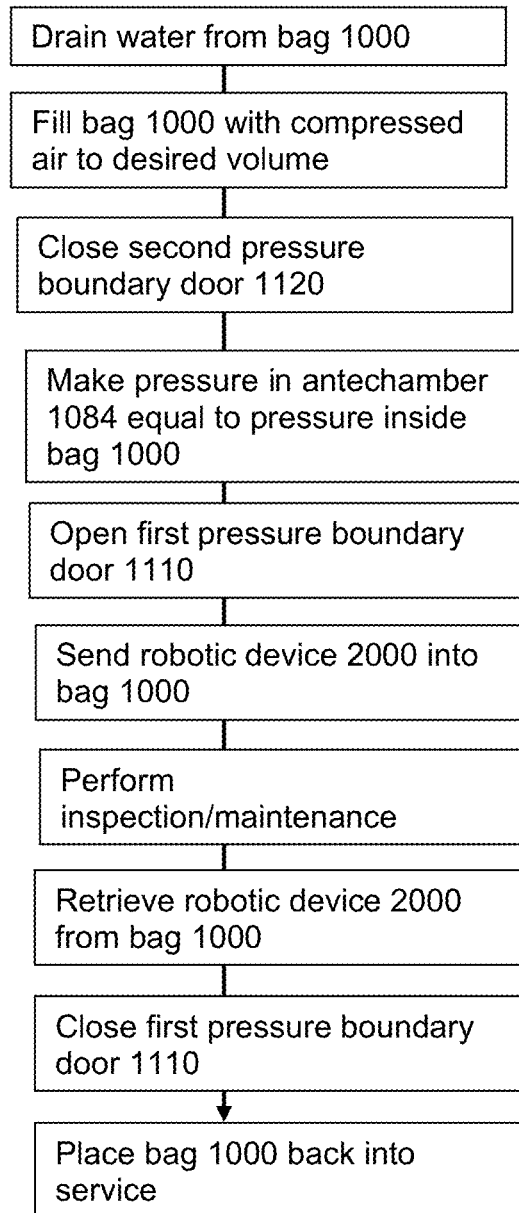 Drain water from bag 1000
Fill bag 1000 with compressed
air to desired volume
Close second pressure
boundary door 1120
Make pressure in antechamber
1084 equal to pressure inside
bag 1000
Open first pressure boundary
door 1110
Send robotic device 2000 into
bag 1000
Perform
inspection/maintenance
Retrieve robotic device 2000
from bag 1000
Close first pressure boundary
door 1110
Place bag 1000 back into
service